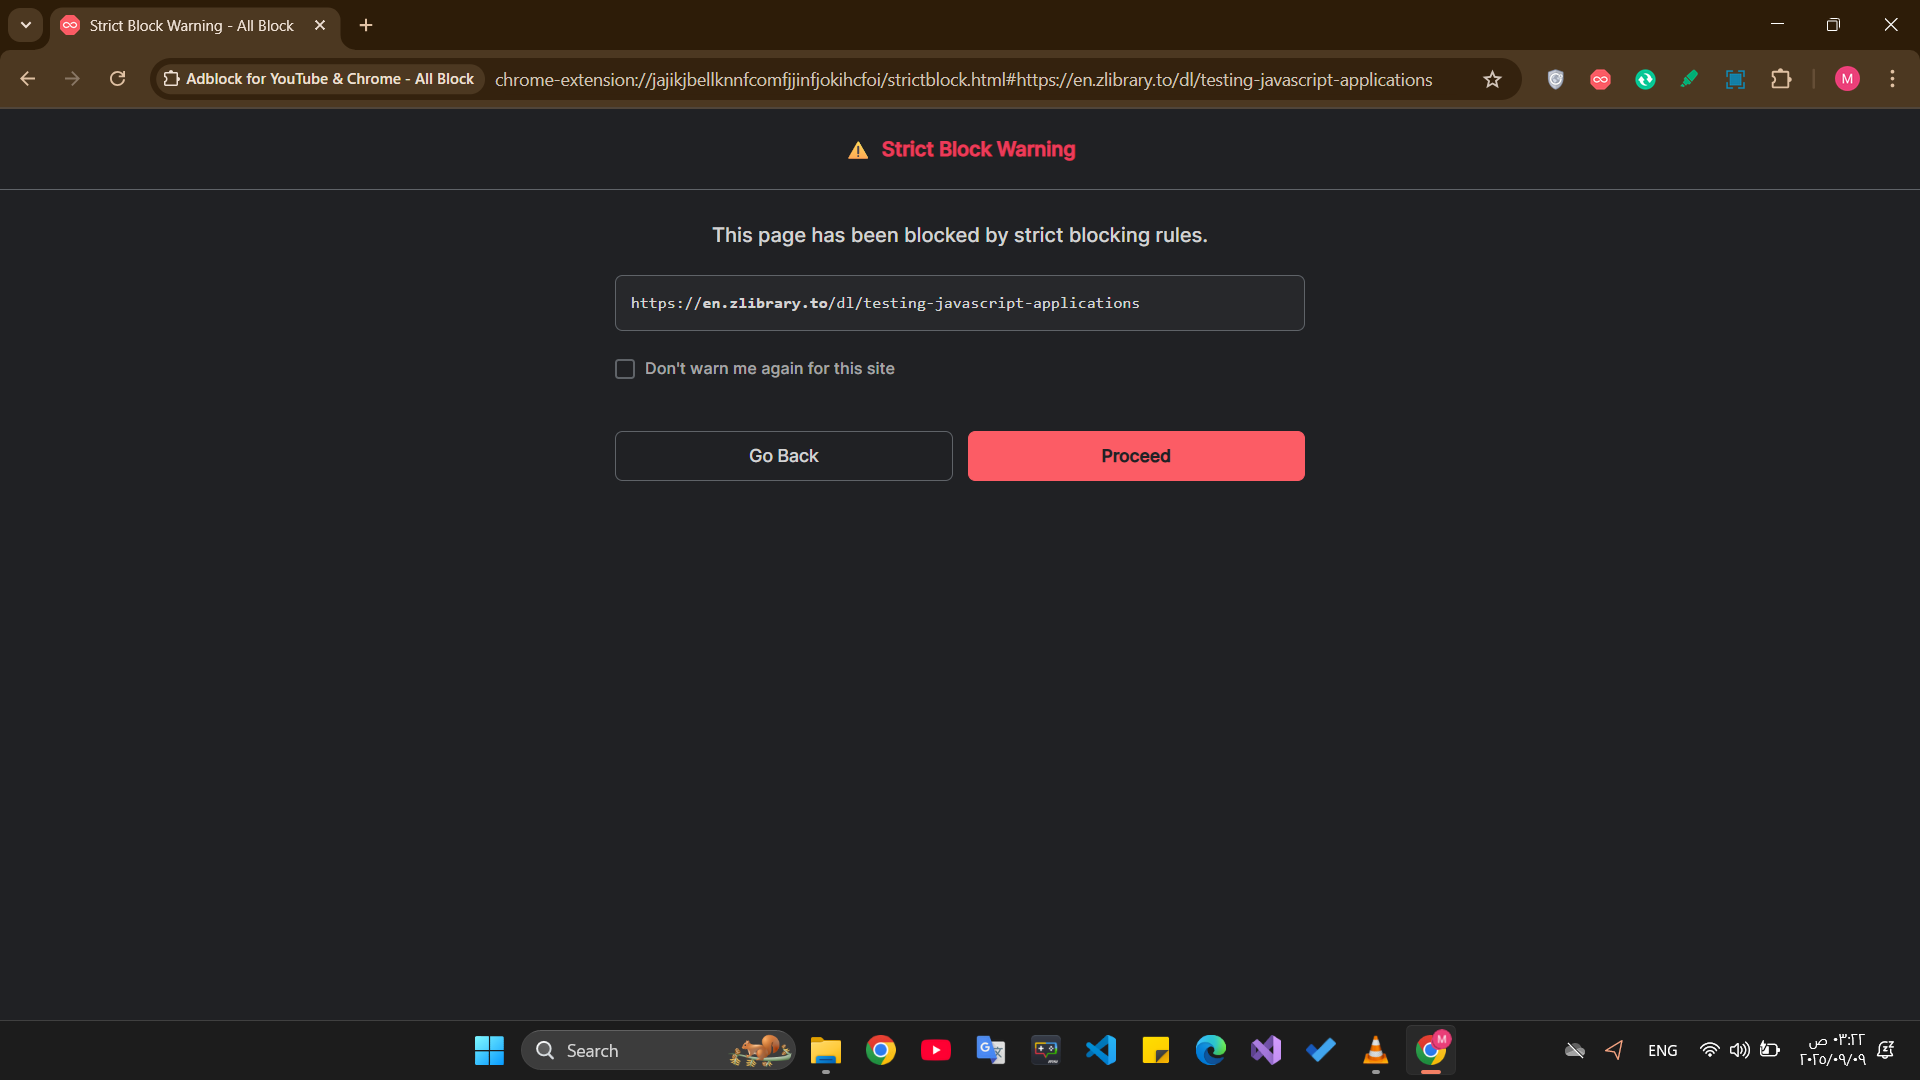 Strict Block Warning - All Block
Adblock for YouTube & Chrome - All Block
chrome-extension://jajikjbellknnfcomfjjinfjokihcfoi/strictblock.html#https://en.zlibrary.to/dl/testing-javascript-applications
M
Strict Block Warning
This page has been blocked by strict blocking rules.
https://en.zlibrary.to/dl/testing-javascript-applications
Don't warn me again for this site
Go Back
Proceed
Search
M
ENG
٠٣:٢٢ ص
٢٠٢٥/٠٩/٠٩